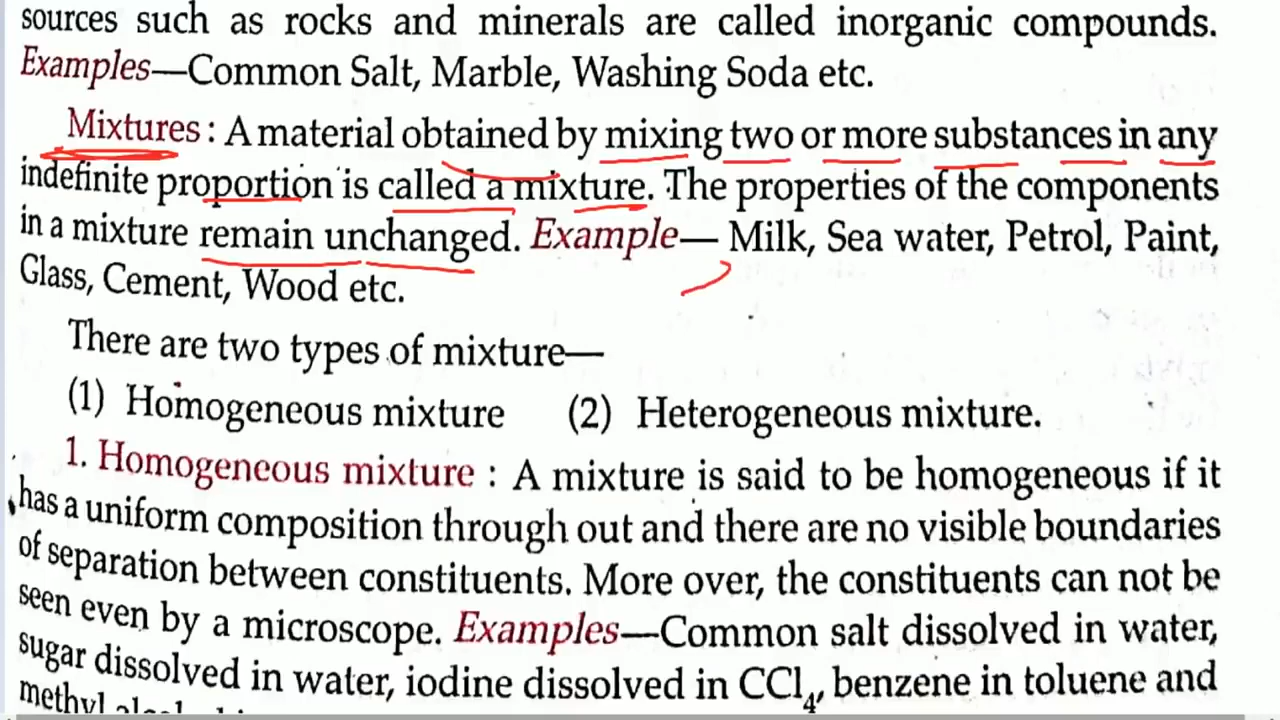 sources such as rocks and minerals are called inorganic compounds.
Examples—Common Salt, Marble, Washing Soda etc.
Mixtures : A material obtained by mixing two or more substances in any
indefinite proportion is called a mixture. The properties of the components
in a mixture remain unchanged. Example— Milk, Sea water, Petrol, Paint,
Glass, Cement, Wood etc.
There are two types of mixture—
(1) Homogeneous mixture (2) Heterogeneous mixture.
1. Homogeneous mixture : A mixture is said to be homogeneous if it
has a uniform composition through out and there are no visible boundaries
of separation between constituents. More over, the constituents can not be
seen even by a microscope. Examples—Common salt dissolved in water,
sugar dissolved in water, iodine dissolved in CCl₄, benzene in toluene and
methyl